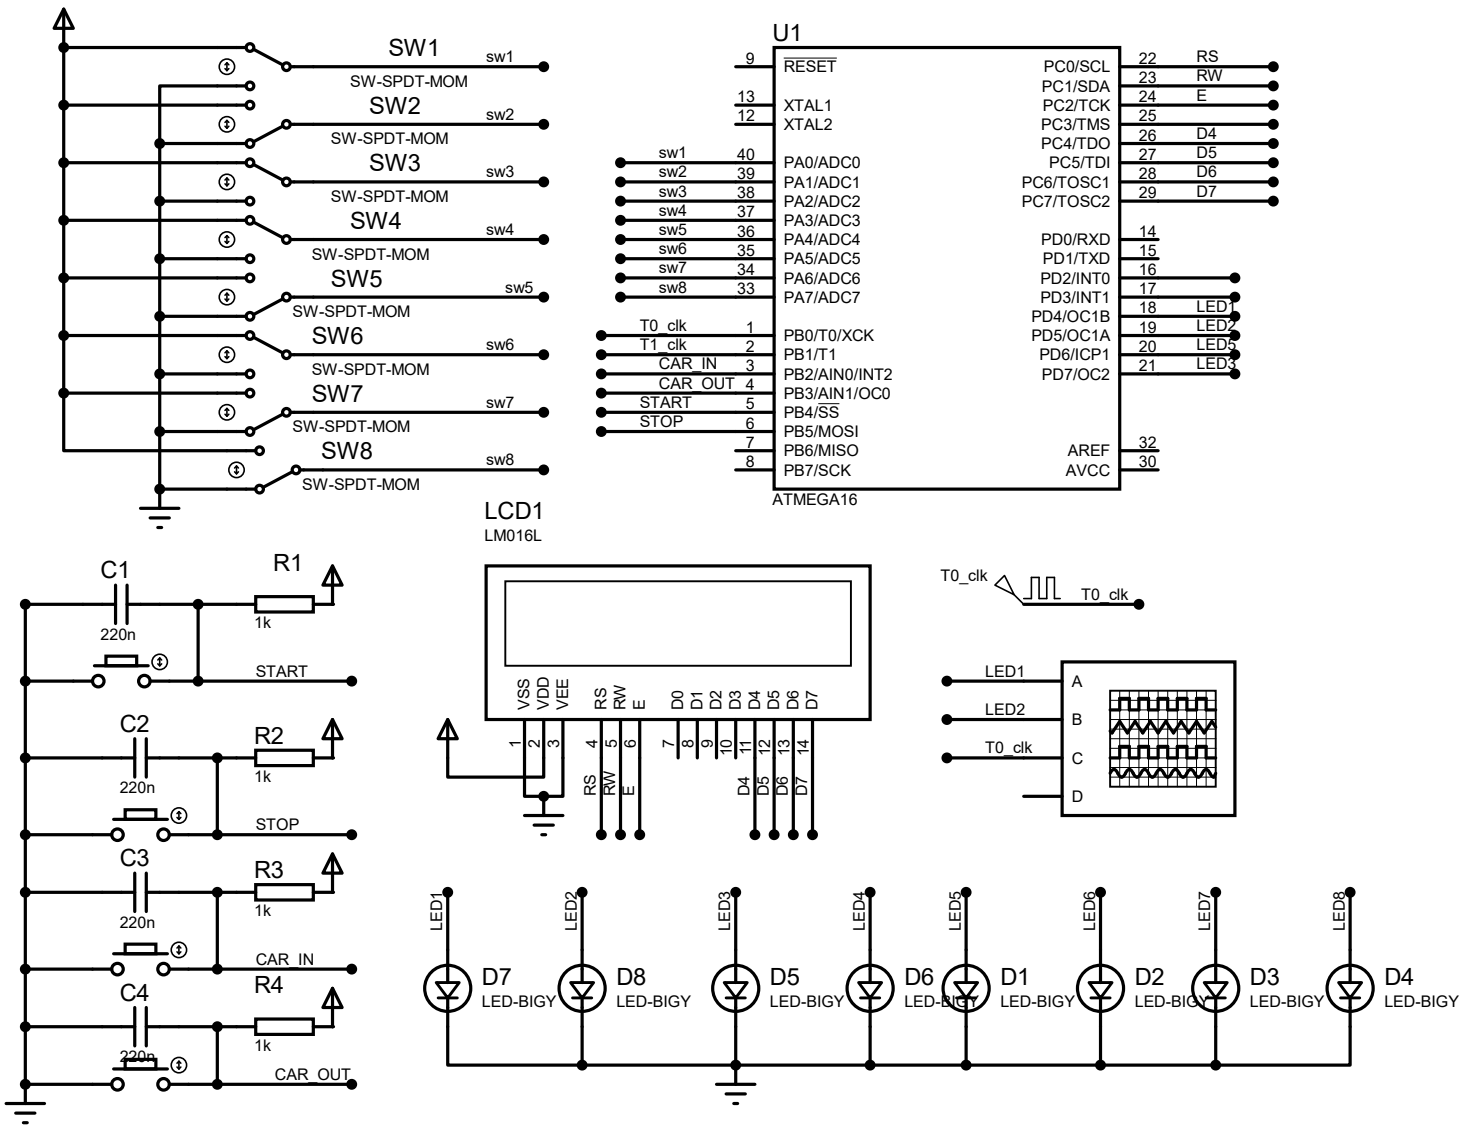 SW1
sw1
SW-SPDT-MOM
SW2
sw2
SW-SPDT-MOM
SW3
sw3
SW-SPDT-MOM
SW4
sw4
SW-SPDT-MOM
SW5
sw5
SW-SPDT-MOM
SW6
sw6
SW-SPDT-MOM
SW7
sw7
SW-SPDT-MOM
SW8
sw8
SW-SPDT-MOM
U1
9 RESET
13 XTAL1
12 XTAL2
sw1 40 PA0/ADC0
sw2 39 PA1/ADC1
sw3 38 PA2/ADC2
sw4 37 PA3/ADC3
sw5 36 PA4/ADC4
sw6 35 PA5/ADC5
sw7 34 PA6/ADC6
sw8 33 PA7/ADC7
T0_clk 1 PB0/T0/XCK
T1_clk 2 PB1/T1
CAR_IN 3 PB2/AIN0/INT2
CAR_OUT 4 PB3/AIN1/OC0
START 5 PB4/SS
STOP 6 PB5/MOSI
7 PB6/MISO
8 PB7/SCK
PC0/SCL 22 RS
PC1/SDA 23 RW
PC2/TCK 24 E
PC3/TMS 25
PC4/TDO 26 D4
PC5/TDI 27 D5
PC6/TOSC1 28 D6
PC7/TOSC2 29 D7
PD0/RXD 14
PD1/TXD 15
PD2/INT0 16
PD3/INT1 17
PD4/OC1B 18 LED1
PD5/OC1A 19 LED2
PD6/ICP1 20 LED5
PD7/OC2 21 LED3
AREF 32
AVCC 30
ATMEGA16
LCD1
LM016L
VSS VDD VEE RS RW E D0 D1 D2 D3 D4 D5 D6 D7
1 2 3 4 5 6 7 8 9 10 11 12 13 14
RS RW E D4 D5 D6 D7
C1
220n
R1
1k
START
C2
220n
R2
1k
STOP
C3
220n
R3
1k
CAR_IN
C4
220n
R4
1k
CAR_OUT
T0_clk
T0_clk
LED1 A
LED2 B
T0_clk C
D
LED1 LED2 LED3 LED4 LED5 LED6 LED7 LED8
D7 D8 D5 D6 D1 D2 D3 D4
LED-BIGY LED-BIGY LED-BIGY LED-BIGY LED-BIGY LED-BIGY LED-BIGY LED-BIGY